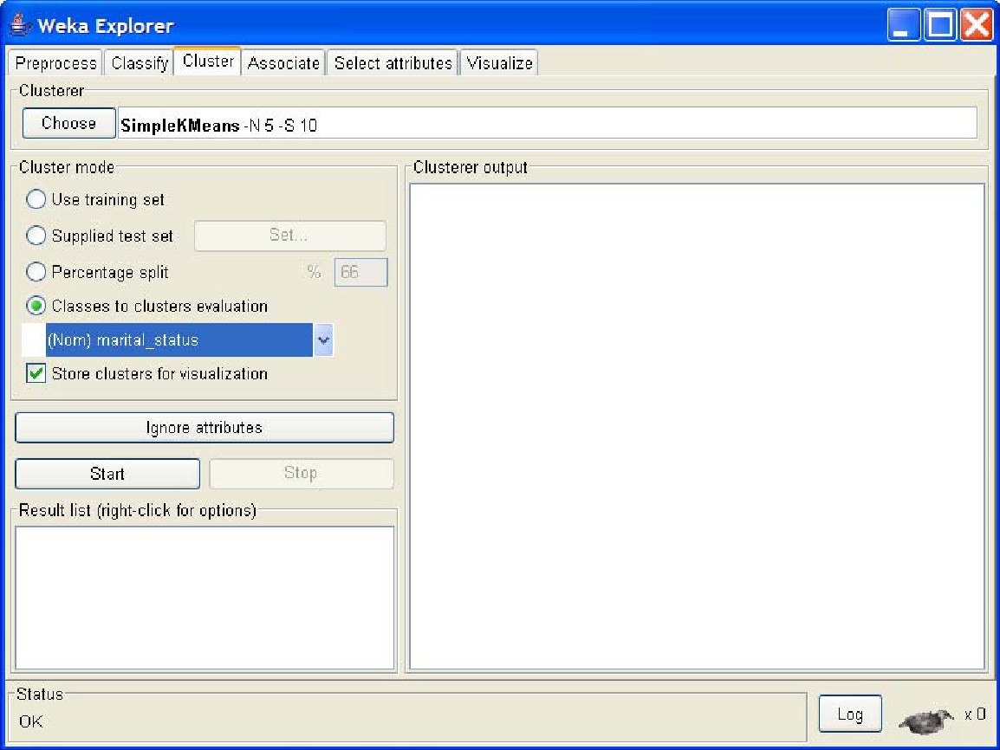 Weka Explorer
Preprocess Classify Cluster Associate Select attributes Visualize
Clusterer
Choose SimpleKMeans -N 5 -S 10
Cluster mode
Use training set
Supplied test set Set...
Percentage split % 66
Classes to clusters evaluation
(Nom) marital_status
Store clusters for visualization
Ignore attributes
Start Stop
Result list (right-click for options)
Clusterer output
Status
OK
Log x 0